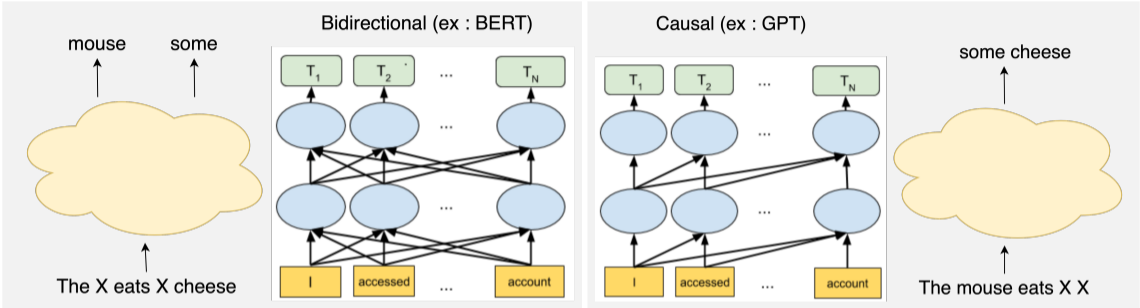 Bidirectional (ex : BERT)
mouse some
T1 T2 ... TN
...
...
I accessed ... account
The X eats X cheese
Causal (ex : GPT)
some cheese
T1 T2 ... TN
...
...
I accessed ... account
The mouse eats X X